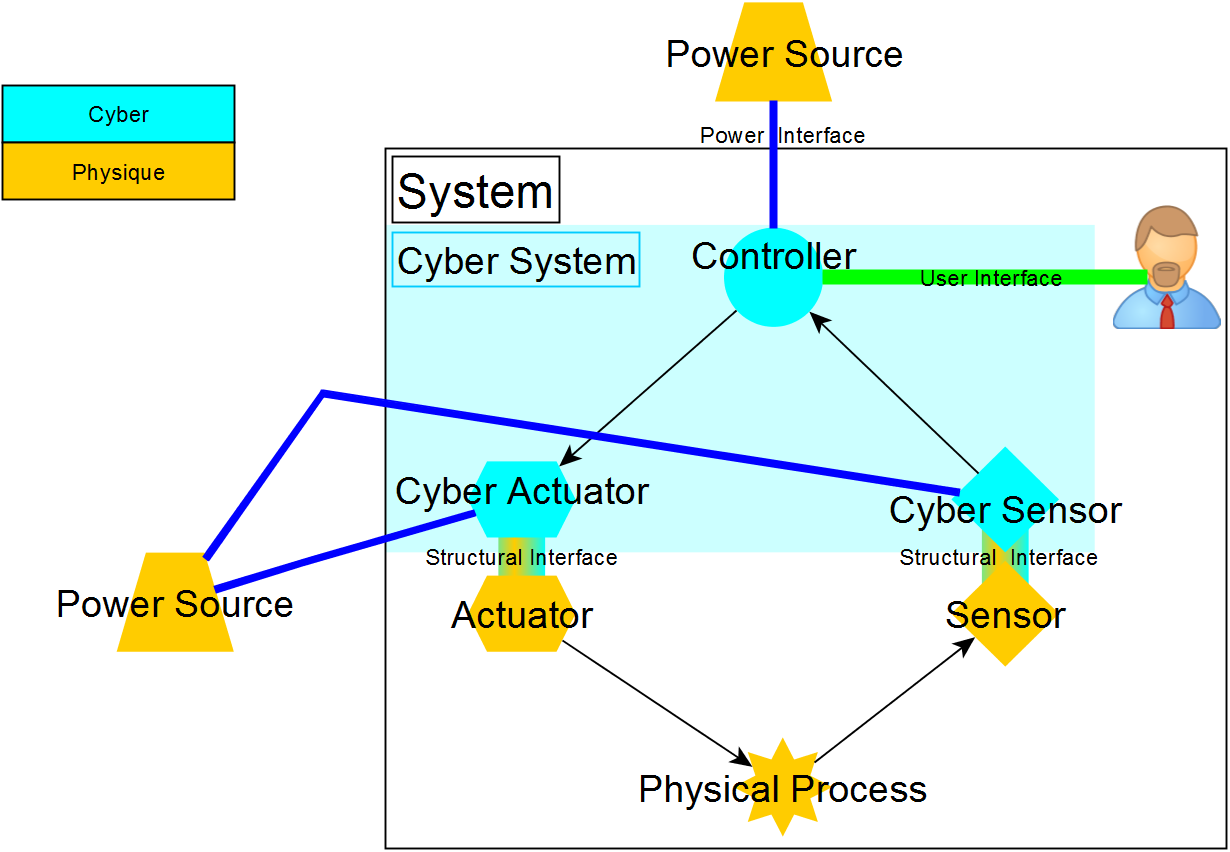 Power Source
Cyber
Physique
Power Interface
System
Cyber System
Controller
User Interface
Cyber Actuator
Cyber Sensor
Structural Interface
Structural Interface
Power Source
Actuator
Sensor
Physical Process